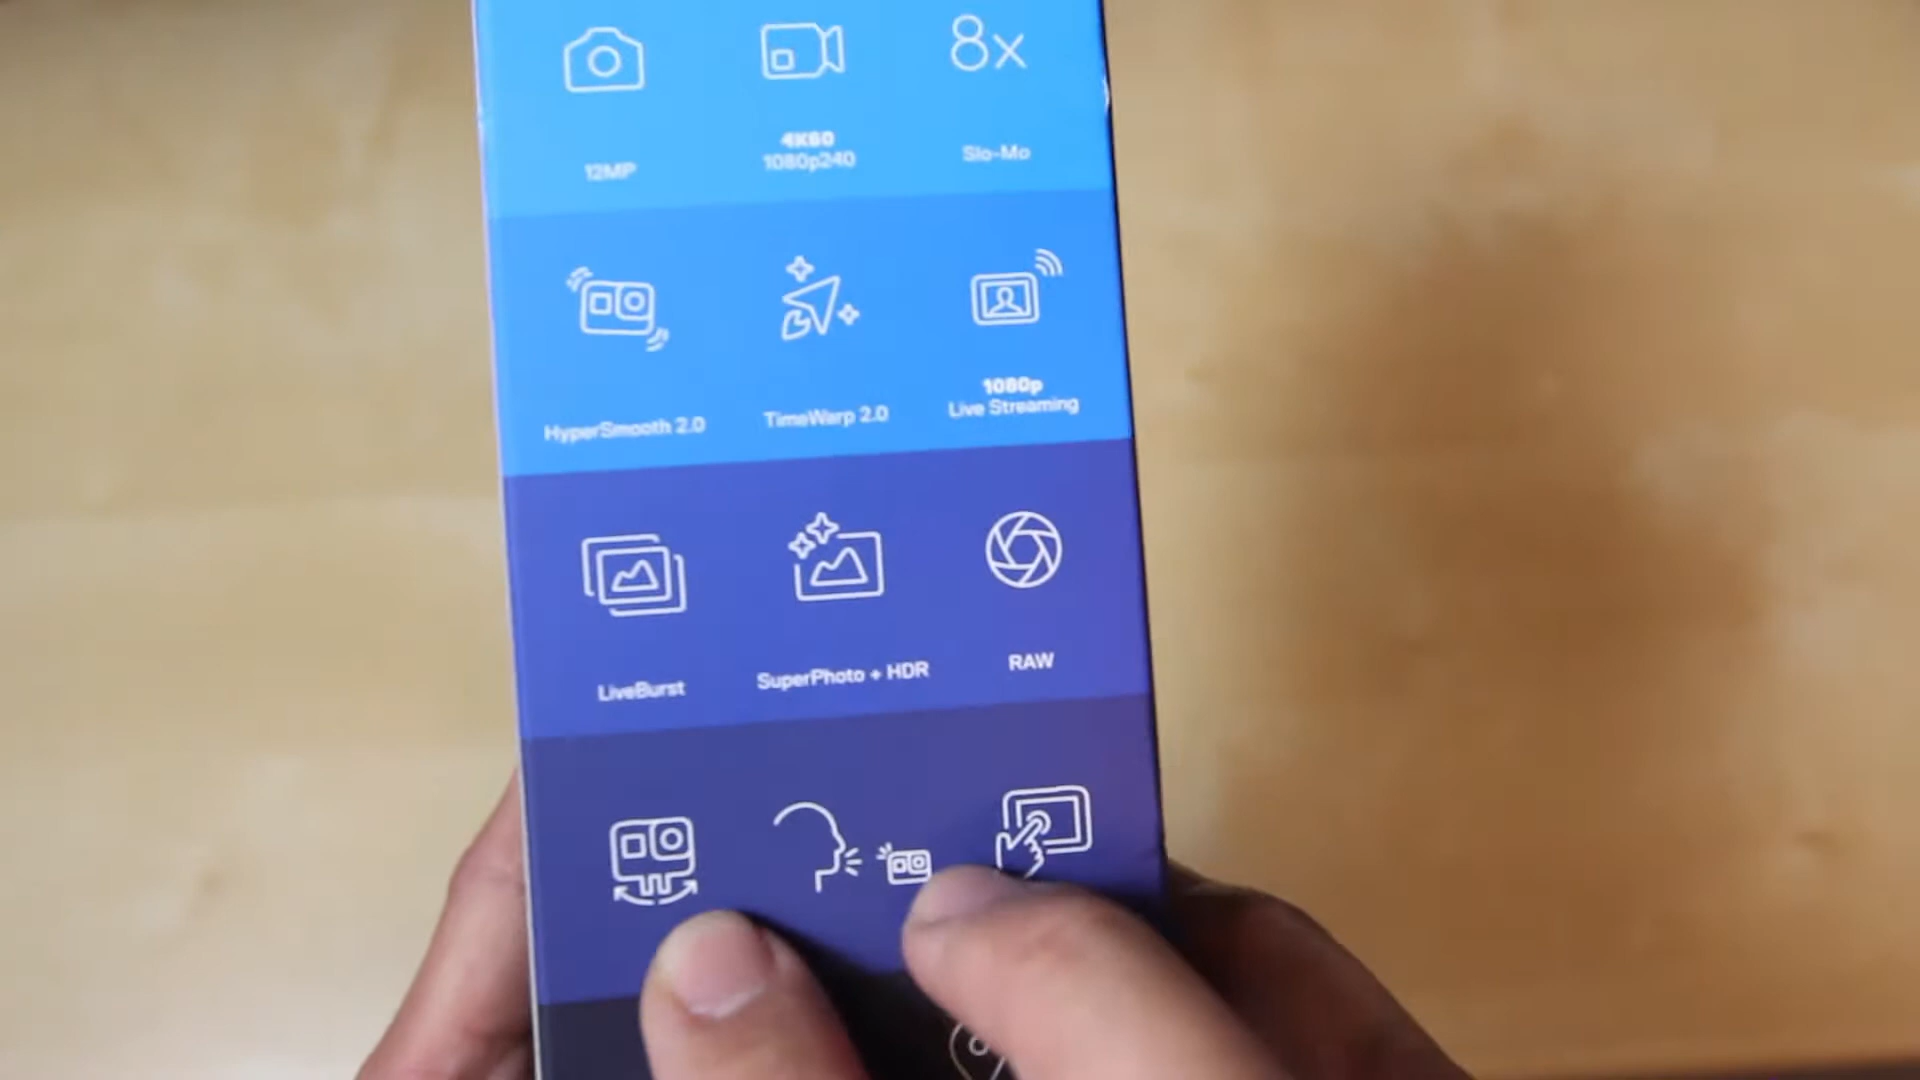 8x
12MP
4K60
1080p240
Slo-Mo
HyperSmooth 2.0
TimeWarp 2.0
1080p
Live Streaming
LiveBurst
SuperPhoto + HDR
RAW